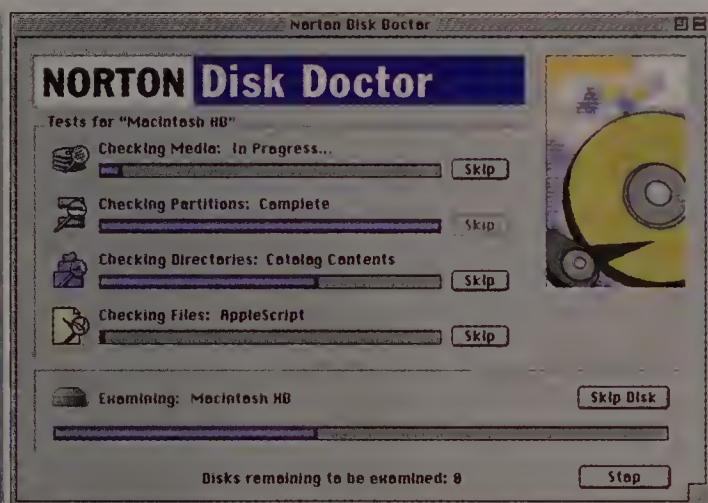 Norton Disk Doctor
NORTON Disk Doctor
Tests for "Macintosh HD"
Checking Media: In Progress...
Skip
Checking Partitions: Complete
Skip
Checking Directories: Catalog Contents
Skip
Checking Files: AppleScript
Skip
Examining: Macintosh HD
Skip Disk
Disks remaining to be examined: 0
Stop